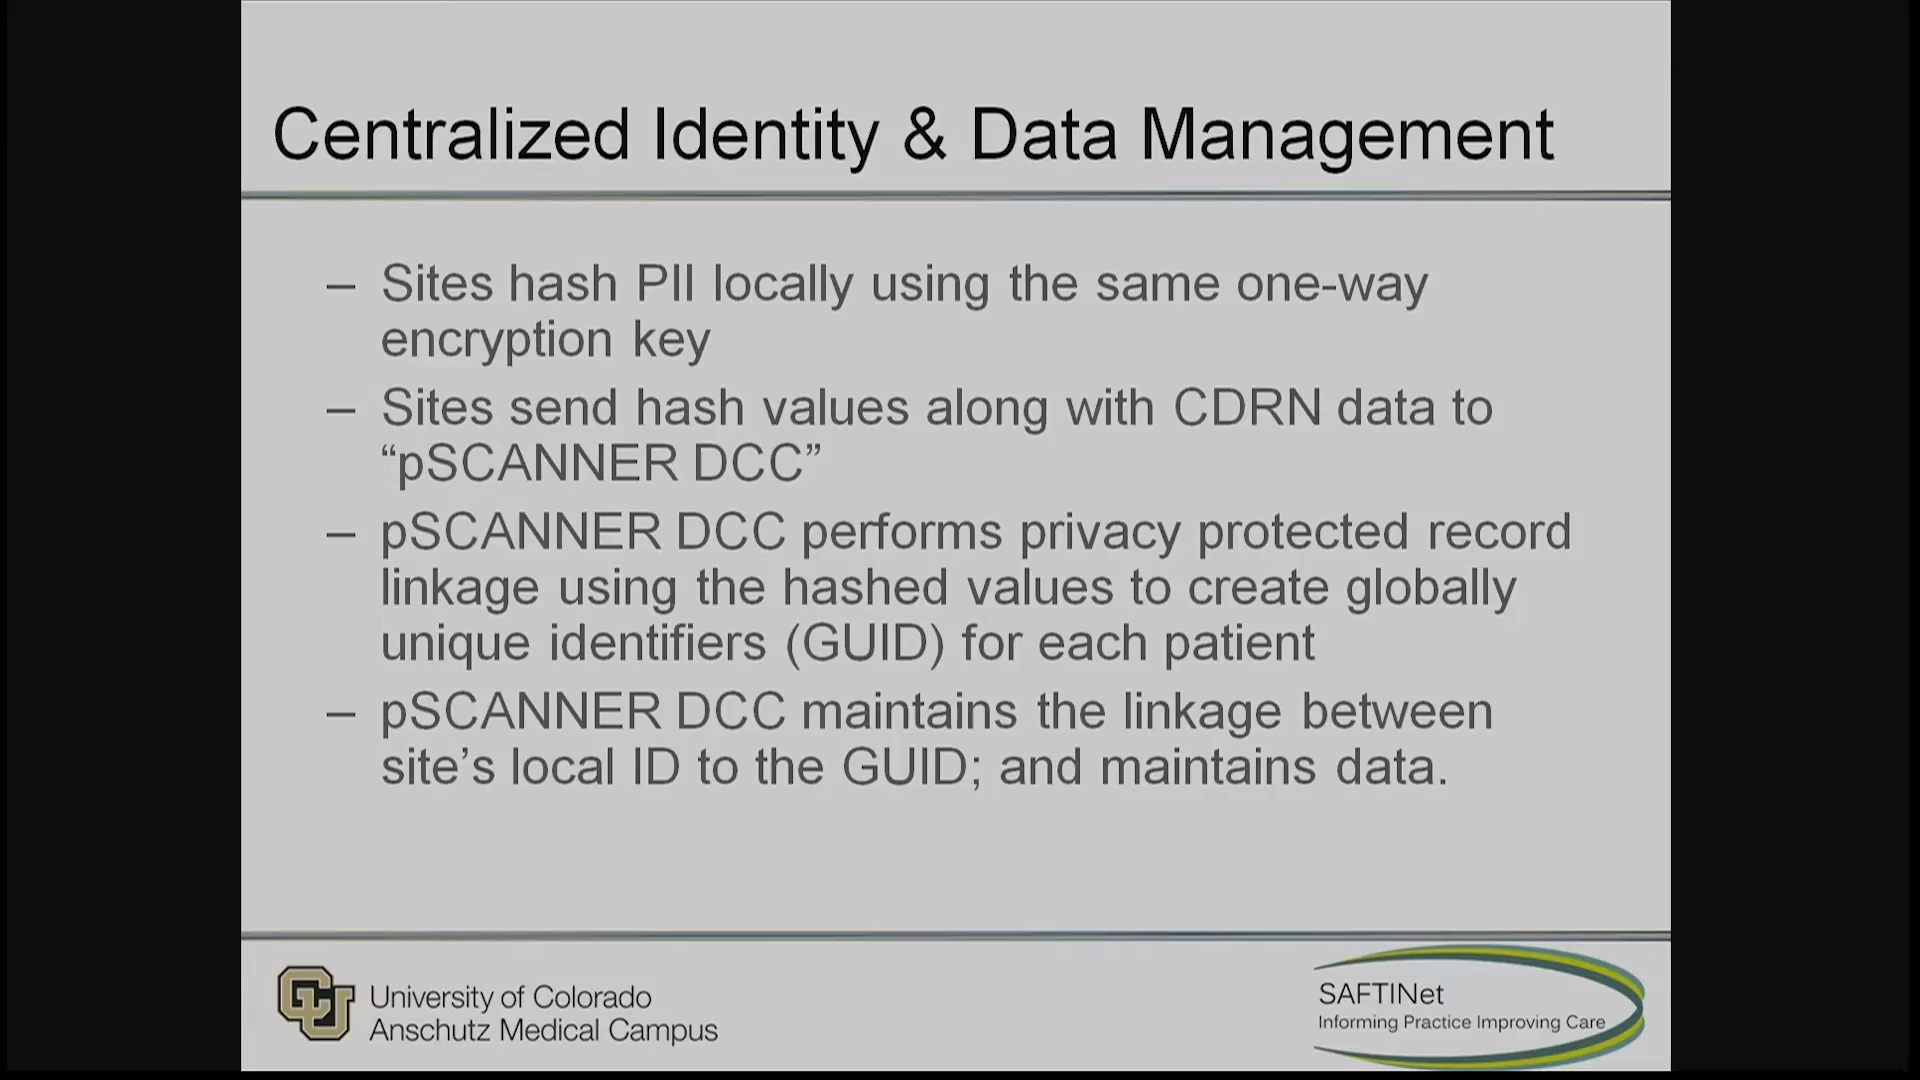 Centralized Identity & Data Management
– Sites hash PII locally using the same one-way
encryption key
– Sites send hash values along with CDRN data to
“pSCANNER DCC”
– pSCANNER DCC performs privacy protected record
linkage using the hashed values to create globally
unique identifiers (GUID) for each patient
– pSCANNER DCC maintains the linkage between
site’s local ID to the GUID; and maintains data.
CU
University of Colorado
Anschutz Medical Campus
SAFTINet
Informing Practice Improving Care